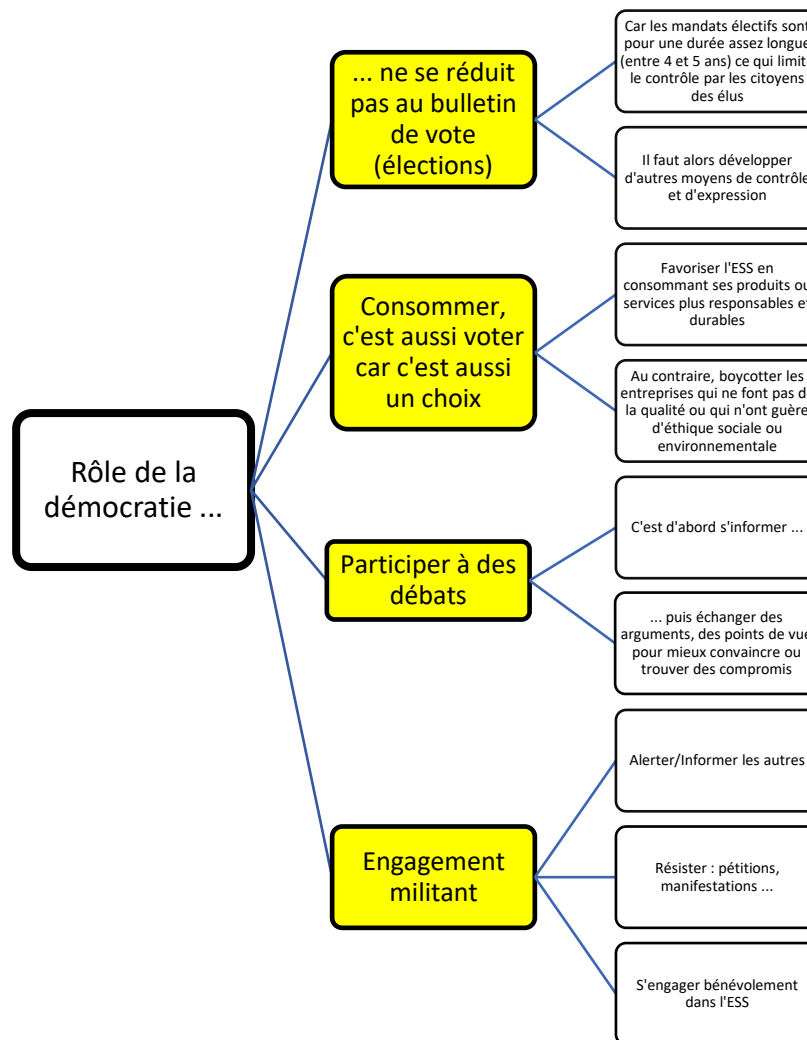 Rôle de la
démocratie ...
... ne se réduit
pas au bulletin
de vote
(élections)
Car les mandats électifs sont
pour une durée assez longue
(entre 4 et 5 ans) ce qui limite
le contrôle par les citoyens
des élus
Il faut alors développer
d'autres moyens de contrôle
et d'expression
Consommer,
c'est aussi voter
car c'est aussi
un choix
Favoriser l'ESS en
consommant ses produits ou
services plus responsables et
durables
Au contraire, boycotter les
entreprises qui ne font pas de
la qualité ou qui n'ont guère
d'éthique sociale ou
environnementale
Participer à des
débats
C'est d'abord s'informer ...
... puis échanger des
arguments, des points de vue
pour mieux convaincre ou
trouver des compromis
Engagement
militant
Alerter/Informer les autres
Résister : pétitions,
manifestations ...
S'engager bénévolement
dans l'ESS